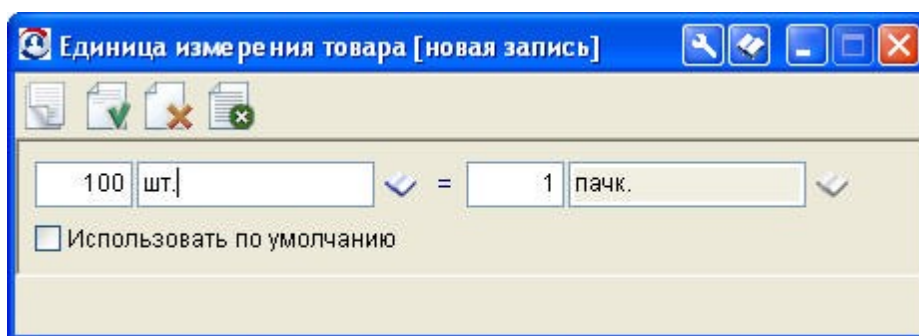 Единица измерения товара [новая запись]
100 шт. = 1 пачк.
Использовать по умолчанию